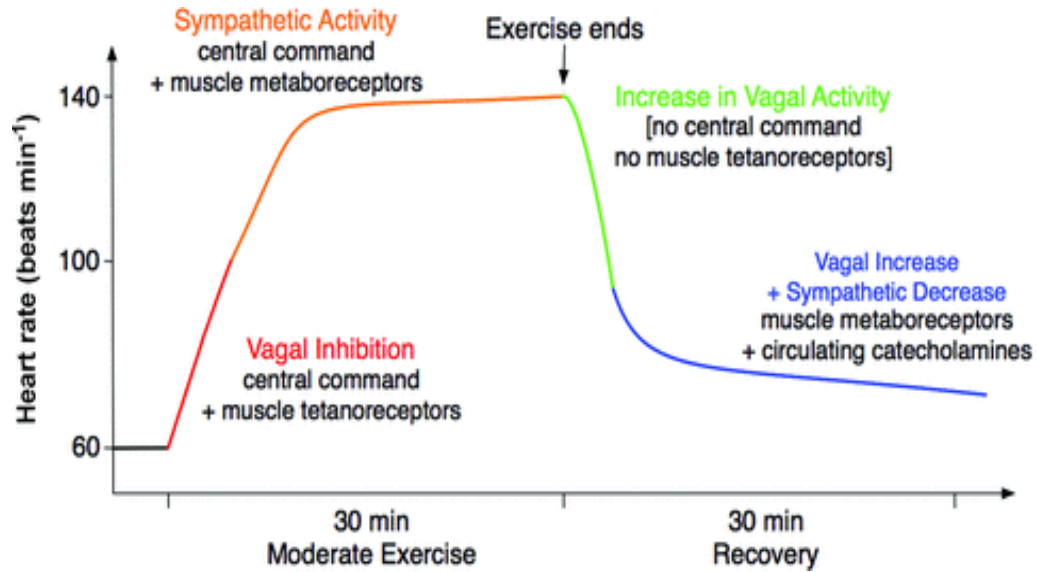 Sympathetic Activity
central command
+ muscle metaboreceptors
Exercise ends
Increase in Vagal Activity
[no central command
no muscle tetanoreceptors]
Vagal Increase
+ Sympathetic Decrease
muscle metaboreceptors
+ circulating catecholamines
Vagal Inhibition
central command
+ muscle tetanoreceptors
Heart rate (beats min-1)
140
100
60
30 min
Moderate Exercise
30 min
Recovery